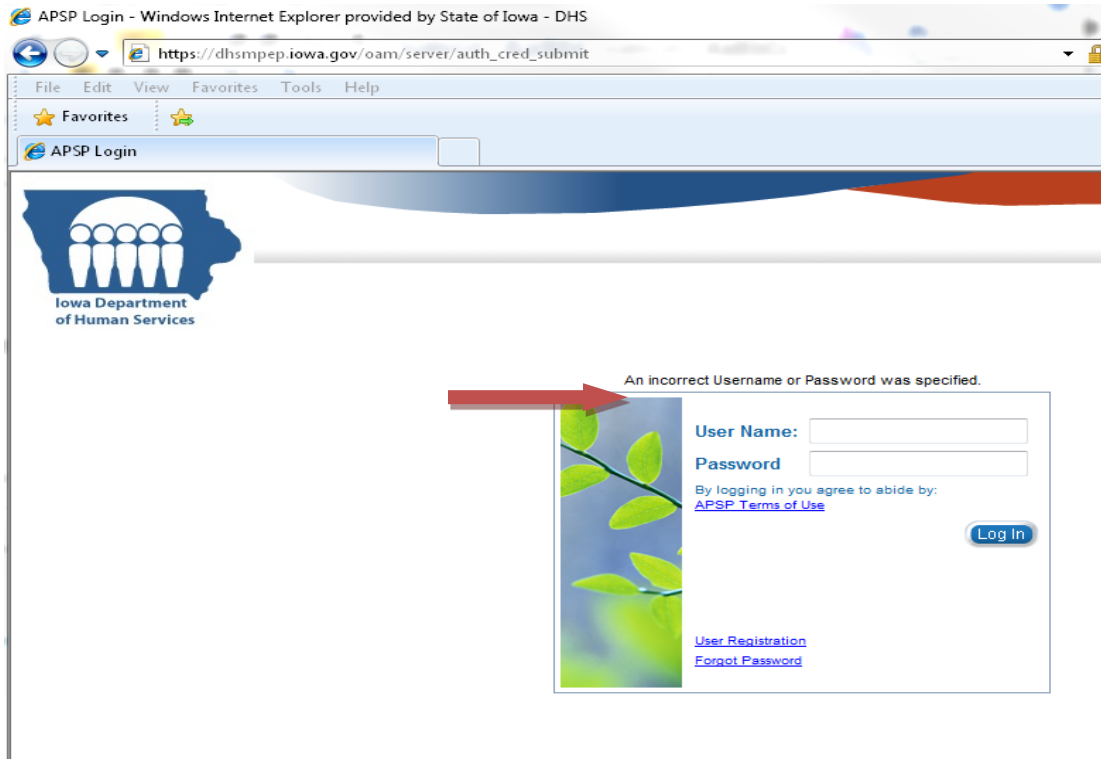 APSP Login - Windows Internet Explorer provided by State of Iowa - DHS
https://dhsmpep.iowa.gov/oam/server/auth_cred_submit
File Edit View Favorites Tools Help
Favorites
APSP Login
Iowa Department
of Human Services
An incorrect Username or Password was specified.
User Name:
Password
By logging in you agree to abide by:
APSP Terms of Use
Log In
User Registration
Forgot Password